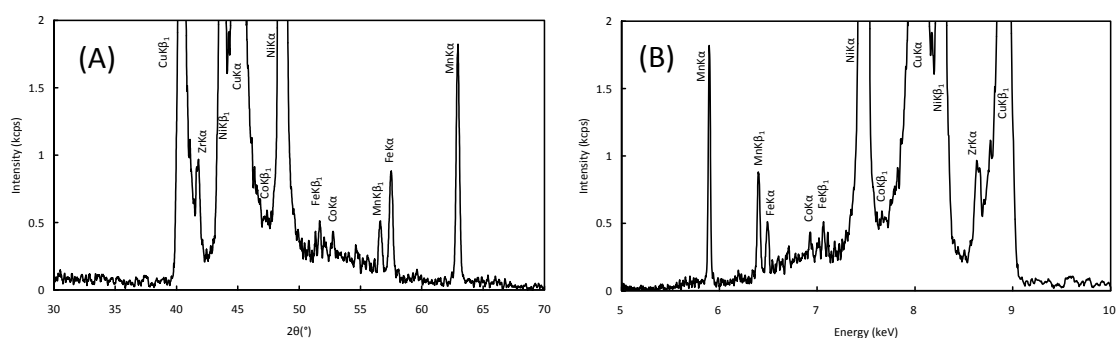 (A)
Intensity (kcps)
2
1.5
1
0.5
0
30
35
40
45
50
55
60
65
70
2θ(°)
CuKβ1
ZrKα
NiKβ1
CuKα
CoKβ1
NiKα
FeKβ1
CoKα
MnKβ1
FeKα
MnKα
(B)
Intensity (kcps)
2
1.5
1
0.5
0
5
6
7
8
9
10
Energy (keV)
MnKα
MnKβ1
FeKα
CoKα
FeKβ1
NiKα
CoKβ1
CuKα
NiKβ1
ZrKα
CuKβ1